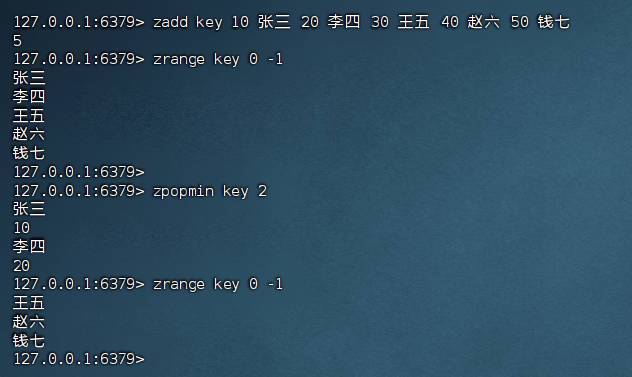 127.0.0.1:6379> zadd key 10 张三 20 李四 30 王五 40 赵六 50 钱七
5
127.0.0.1:6379> zrange key 0 -1
张三
李四
王五
赵六
钱七
127.0.0.1:6379>
127.0.0.1:6379> zpopmin key 2
张三
10
李四
20
127.0.0.1:6379> zrange key 0 -1
王五
赵六
钱七
127.0.0.1:6379>